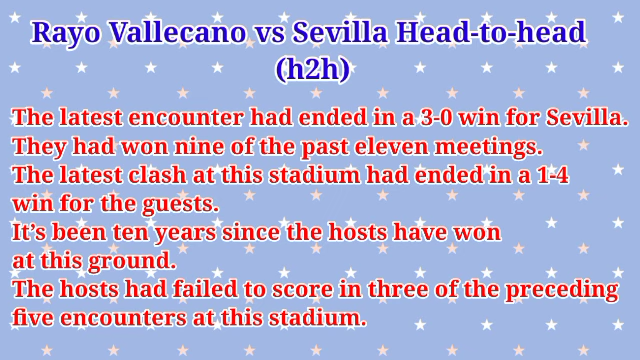 Rayo Vallecano vs Sevilla Head-to-head
(h2h)
The latest encounter had ended in a 3-0 win for Sevilla.
They had won nine of the past eleven meetings.
The latest clash at this stadium had ended in a 1-4
win for the guests.
It’s been ten years since the hosts have won
at this ground.
The hosts had failed to score in three of the preceding
five encounters at this stadium.